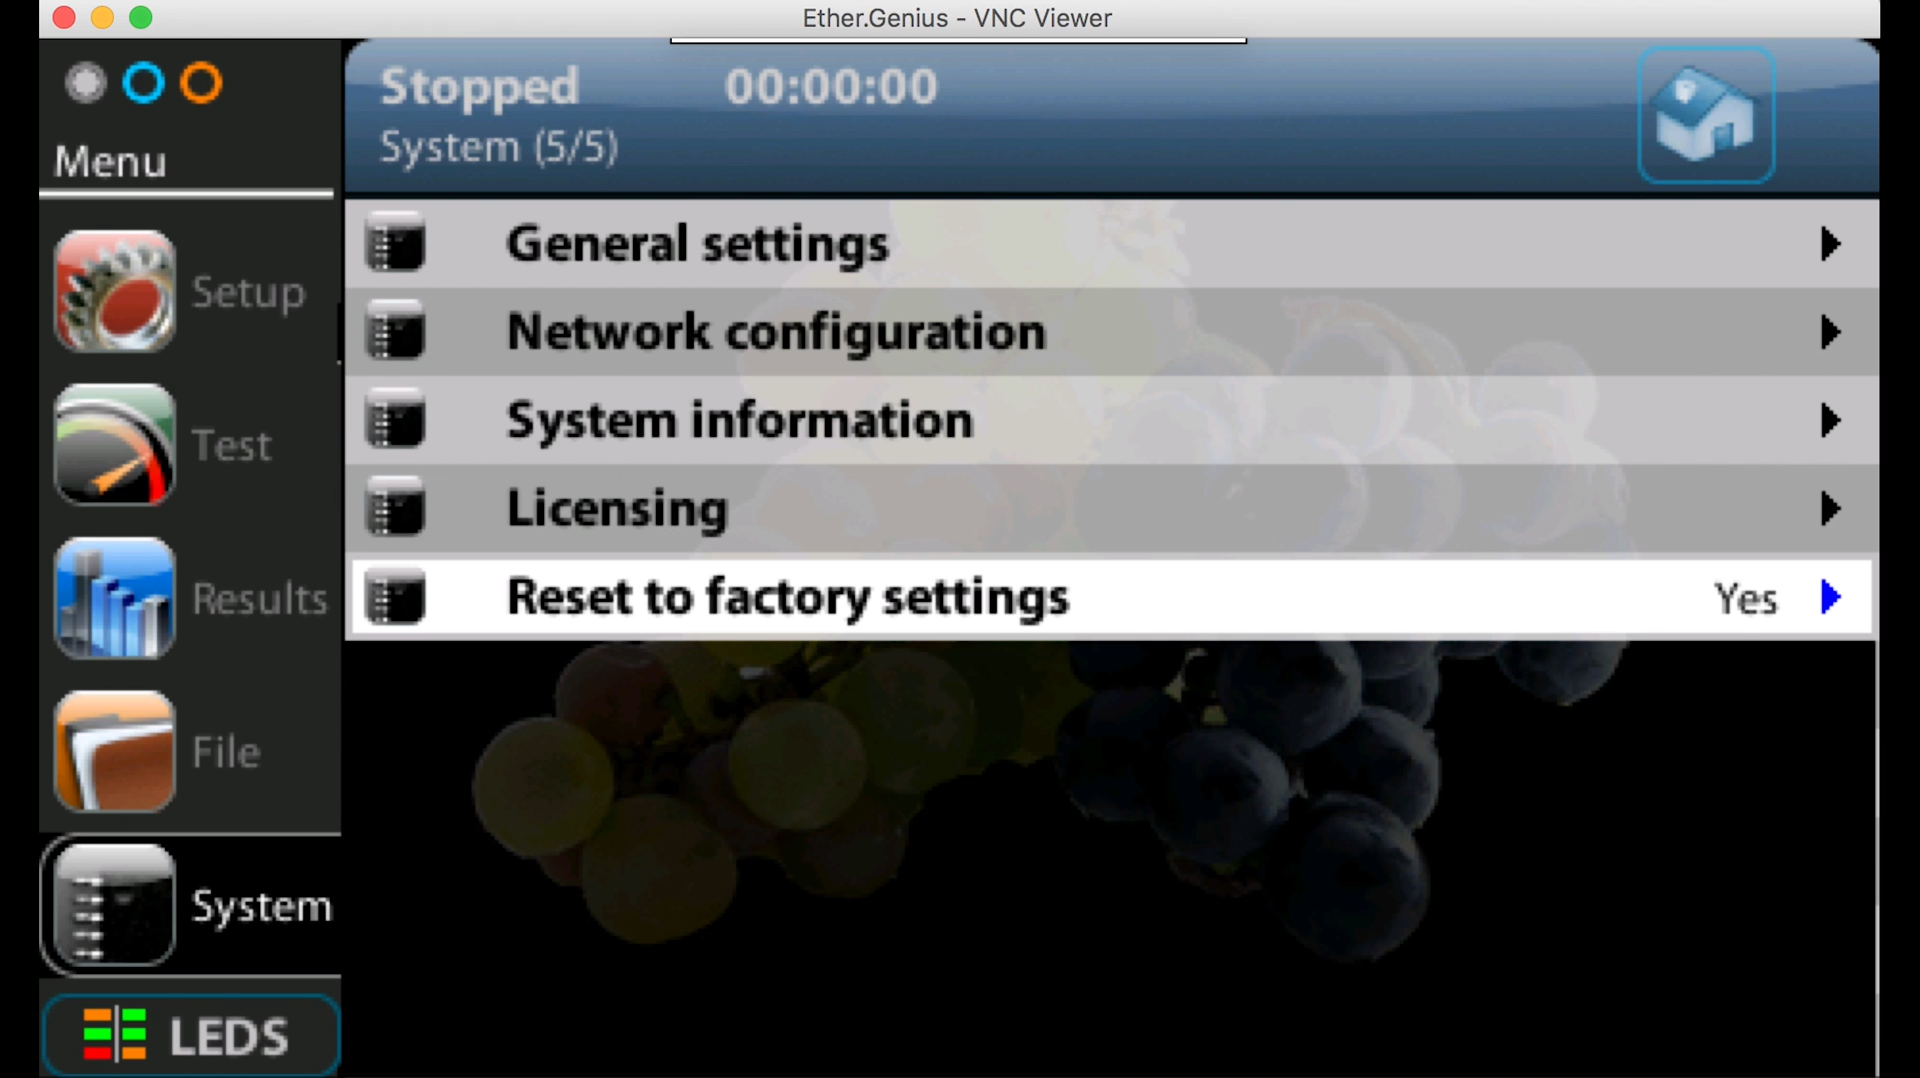 Ether.Genius - VNC Viewer
Menu
Stopped 00:00:00
System (5/5)
Setup
Test
Results
File
System
LEDS
General settings
Network configuration
System information
Licensing
Reset to factory settings Yes